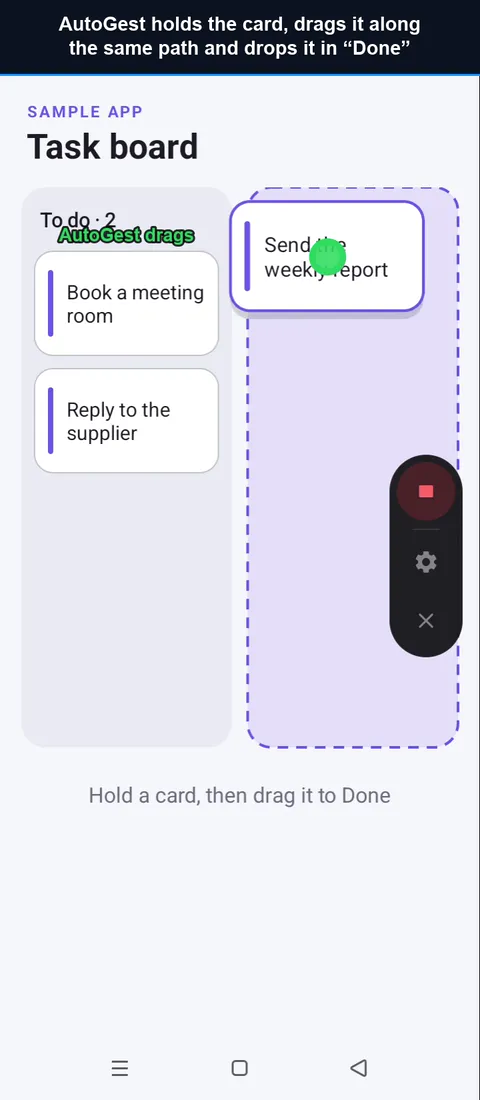 AutoGest holds the card, drags it along
the same path and drops it in “Done”
SAMPLE APP
Task board
To do · 2
AutoGest drags
Book a meeting
room
Reply to the
supplier
Send the
weekly report
Hold a card, then drag it to Done